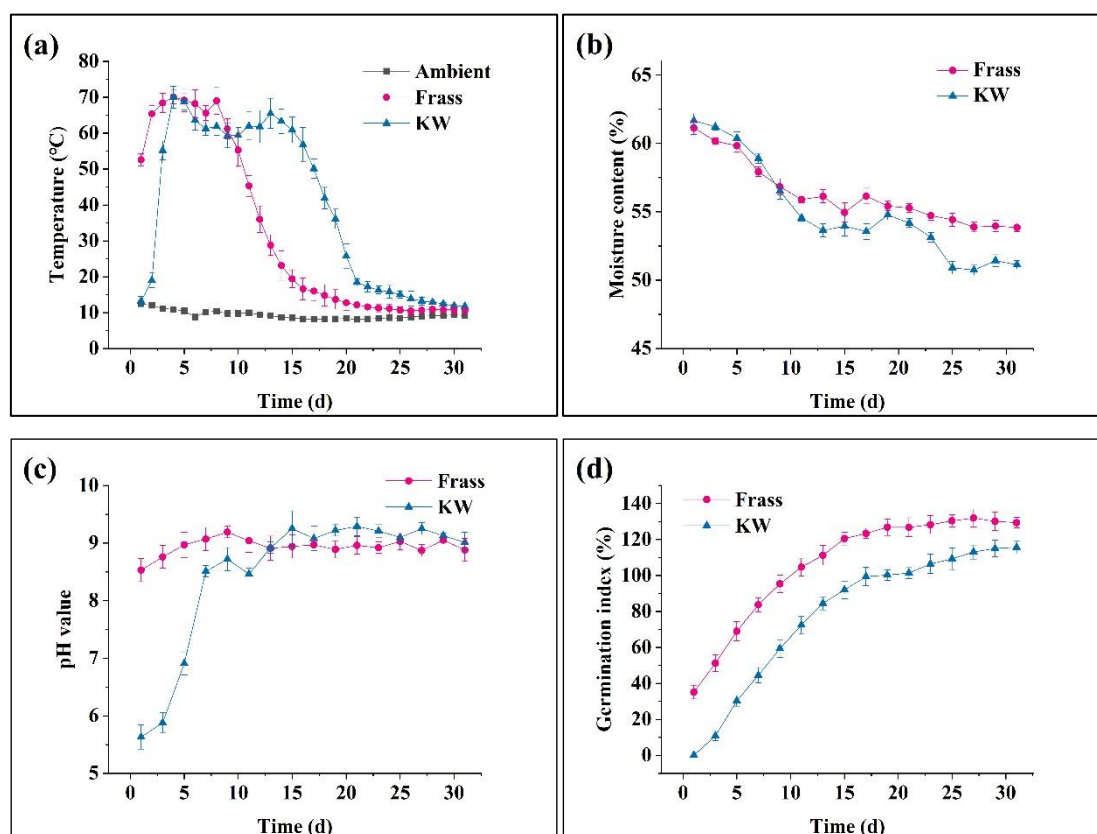 (a)
Ambient
Frass
KW
80
70
60
50
40
30
20
10
0
Temperature (°C)
0 5 10 15 20 25 30
Time (d)
(b)
Frass
KW
65
60
55
50
45
Moisture content (%)
0 5 10 15 20 25 30
Time (d)
(c)
Frass
KW
10
9
8
7
6
5
pH value
0 5 10 15 20 25 30
Time (d)
(d)
Frass
KW
140
120
100
80
60
40
20
0
Germination index (%)
0 5 10 15 20 25 30
Time (d)